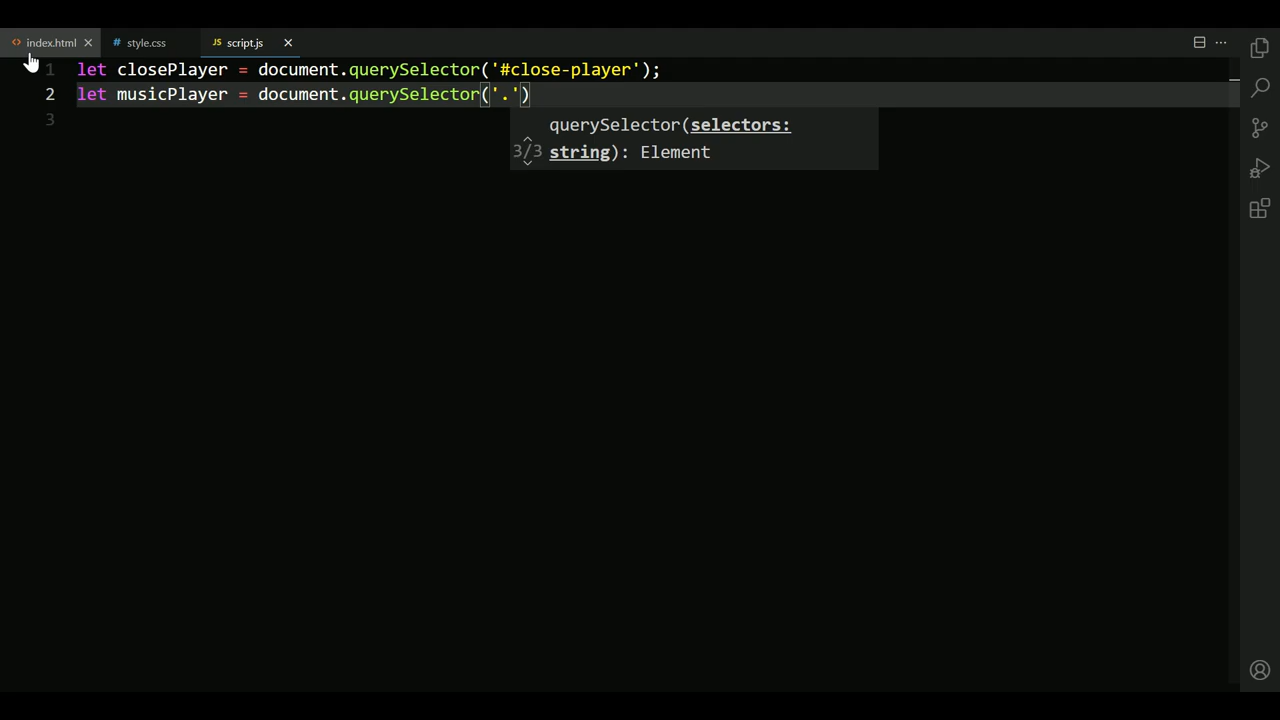 index.html
# style.css
JS script.js
1 let closePlayer = document.querySelector('#close-player');
2 let musicPlayer = document.querySelector('.')
3
querySelector(selectors:
3/3 string): Element